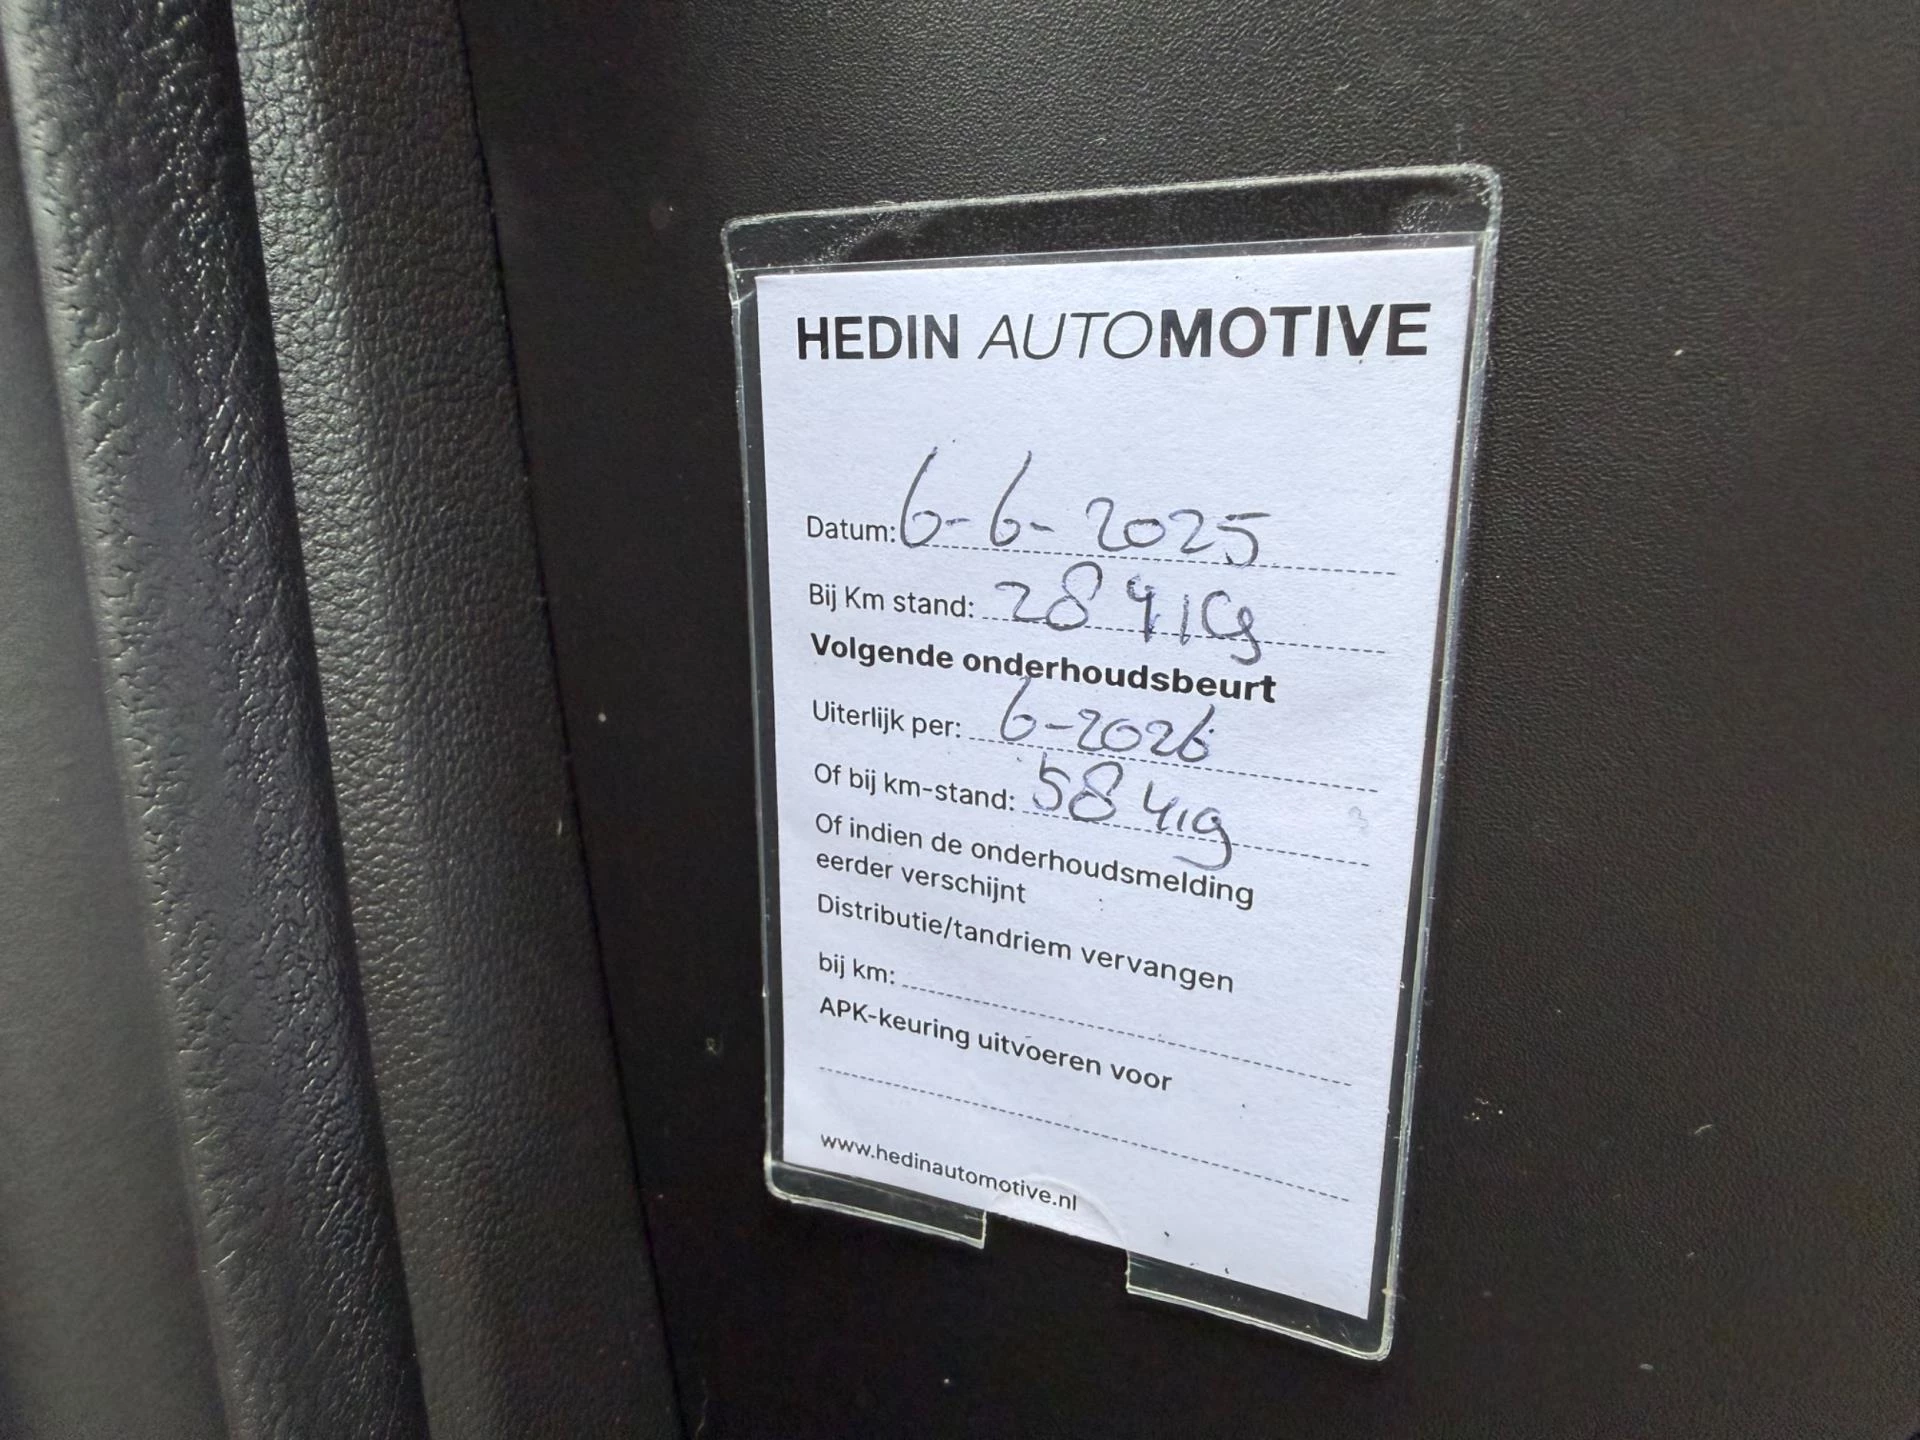 HEDIN AUTOMOTIVE
Datum: 6-6-2025
Bij Km stand: 28419
Volgende onderhoudsbeurt
Uiterlijk per: 6-2026
Of bij km-stand: 58419
Of indien de onderhoudsmelding
eerder verschijnt
Distributie/tandriem vervangen
bij km:
APK-keuring uitvoeren voor
www.hedinautomotive.nl